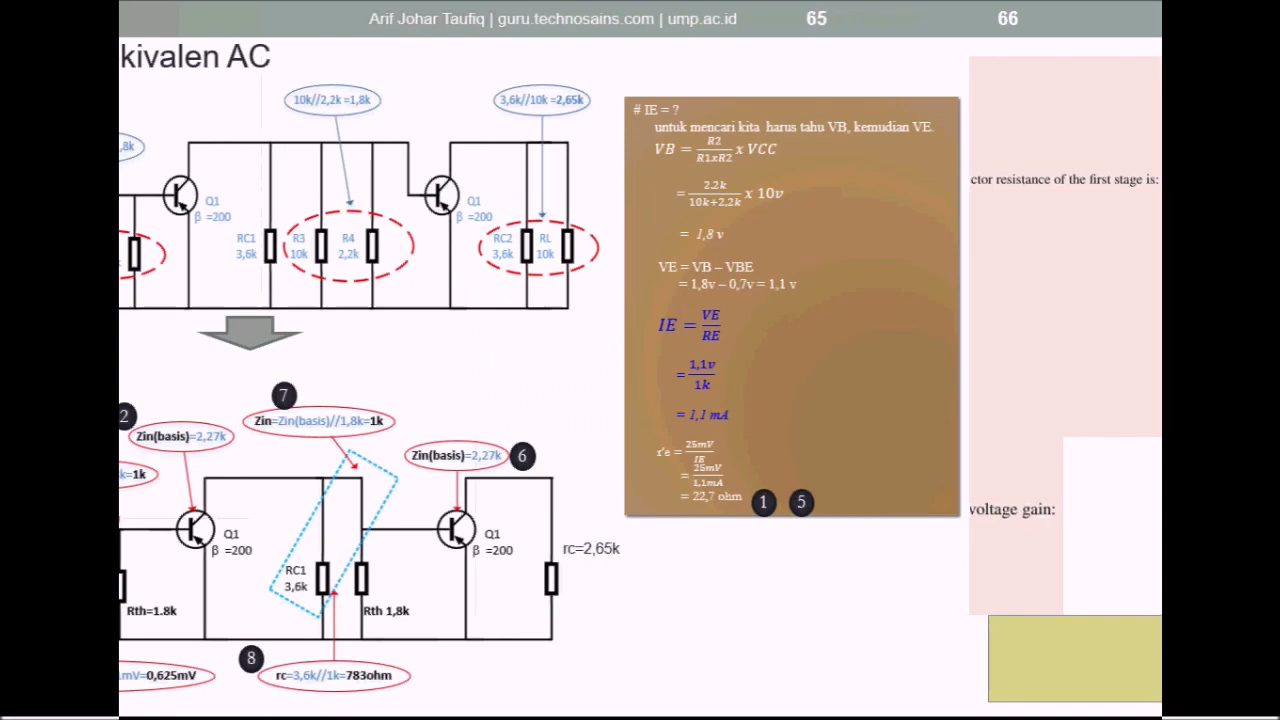 Arif Johar Taufiq | guru.technosains.com | ump.ac.id
65
66
kivalen AC
10k//2,2k =1,8k
3,6k//10k =2,65k
,8k
Q1
β =200
RC1
3,6k
R3
10k
R4
2,2k
Q1
β =200
RC2
3,6k
RL
10k
# IE = ?
untuk mencari kita harus tahu VB, kemudian VE.
VB = R2/R1xR2 x VCC
= 2.2k/10k+2,2k x 10v
= 1,8 v
VE = VB – VBE
= 1,8v – 0,7v = 1,1 v
IE = VE/RE
= 1,1v/1k
= 1,1 mA
r'e = 25mV/IE
= 25mV/1,1mA
= 22,7 ohm
1
5
ctor resistance of the first stage is:
voltage gain:
2
Zin(basis)=2,27k
7
Zin=Zin(basis)//1,8k=1k
Zin(basis)=2,27k
6
k=1k
Q1
β =200
RC1
3,6k
Q1
β =200
rc=2,65k
Rth=1.8k
Rth 1,8k
8
mV=0,625mV
rc=3,6k//1k=783ohm